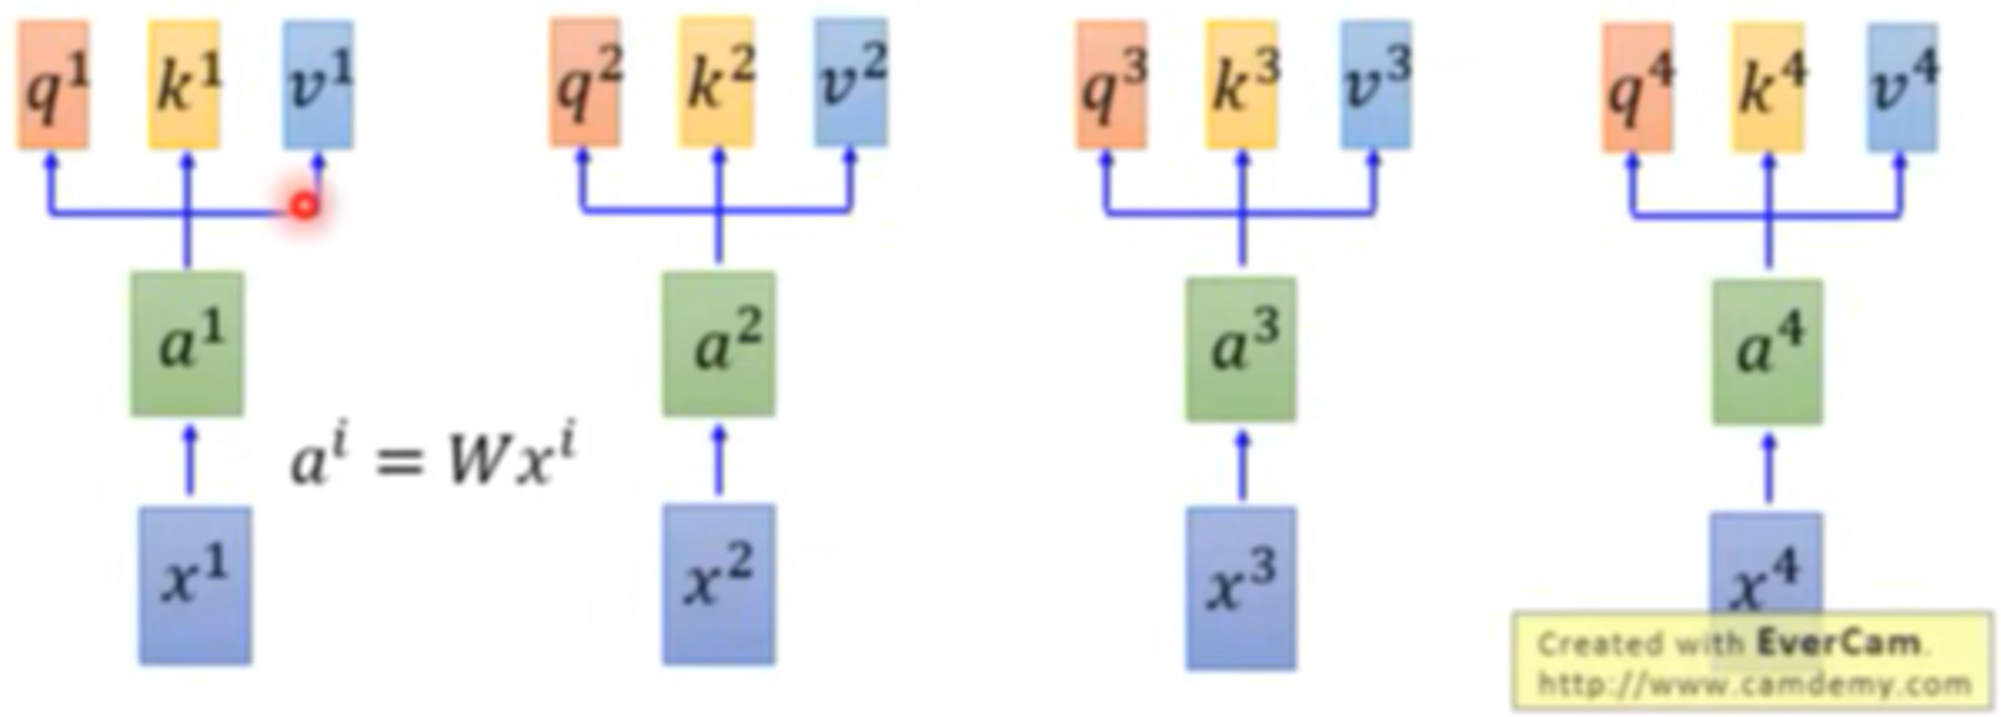 q¹ k¹ v¹ q² k² v² q³ k³ v³ q⁴ k⁴ v⁴
a¹ a² a³ a⁴
aⁱ = Wxⁱ
x¹ x² x³ x⁴
Created with EverCam.
http://www.camdemy.com